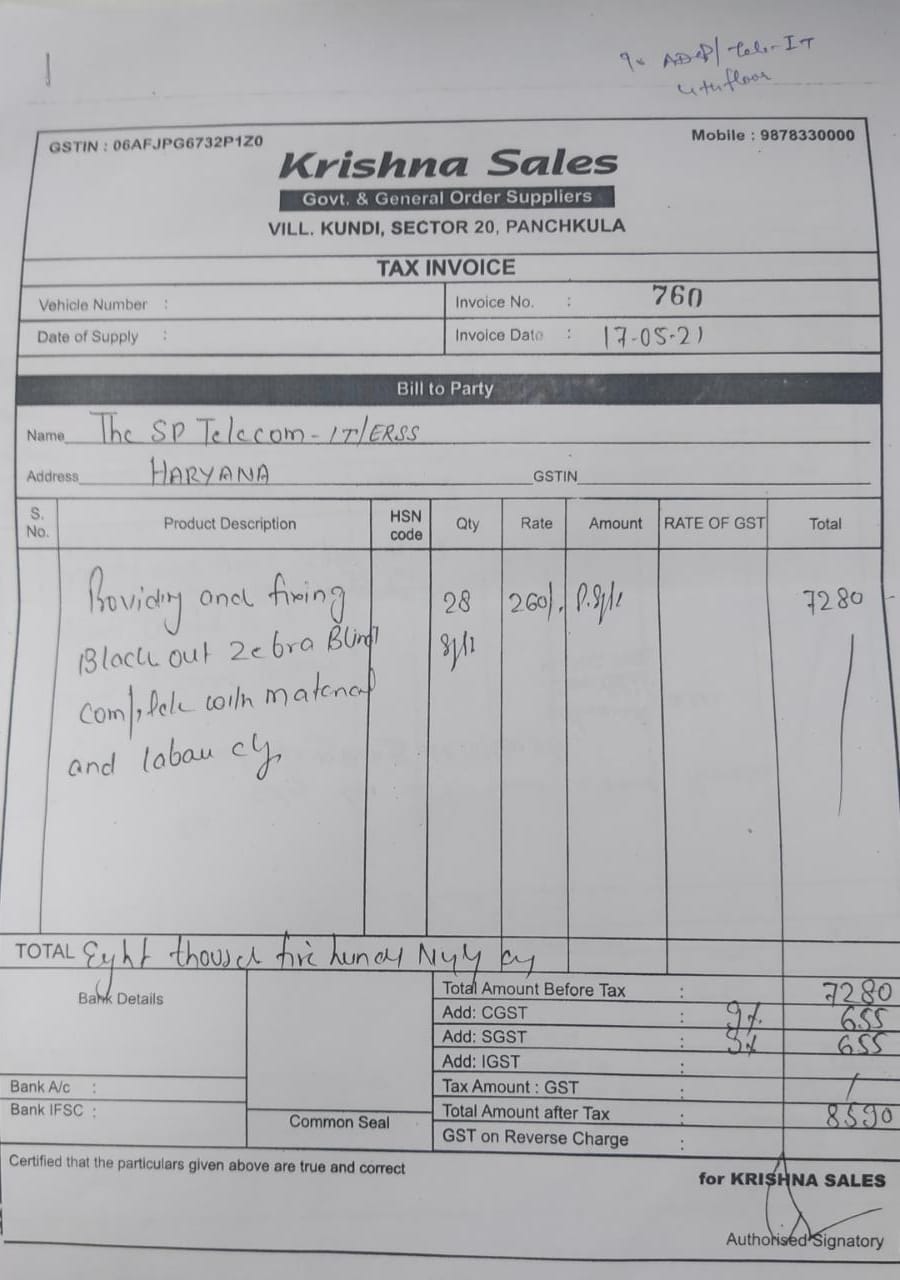 ADGP/Tele-IT
4th floor
GSTIN : 06AFJPG6732P1Z0
Mobile : 9878330000
Krishna Sales
Govt. & General Order Suppliers
VILL. KUNDI, SECTOR 20, PANCHKULA
TAX INVOICE
Vehicle Number :
Invoice No. : 760
Date of Supply :
Invoice Date : 17-05-21
Bill to Party
Name The SP Telecom-IT/ERSS
Address HARYANA GSTIN
S. No. Product Description HSN code Qty Rate Amount RATE OF GST Total
Providing and fixing 28 260/. P.Sft 7280
Black out Zebra Blind Sft
Complete with material
and labour
TOTAL Eight thousand five hundred Ninety
Bank Details
Total Amount Before Tax : 7280
Add: CGST : 9% 655
Add: SGST : 9% 655
Add: IGST :
Bank A/c :
Tax Amount : GST :
Bank IFSC :
Common Seal
Total Amount after Tax : 8590
GST on Reverse Charge :
Certified that the particulars given above are true and correct
for KRISHNA SALES
Authorised Signatory